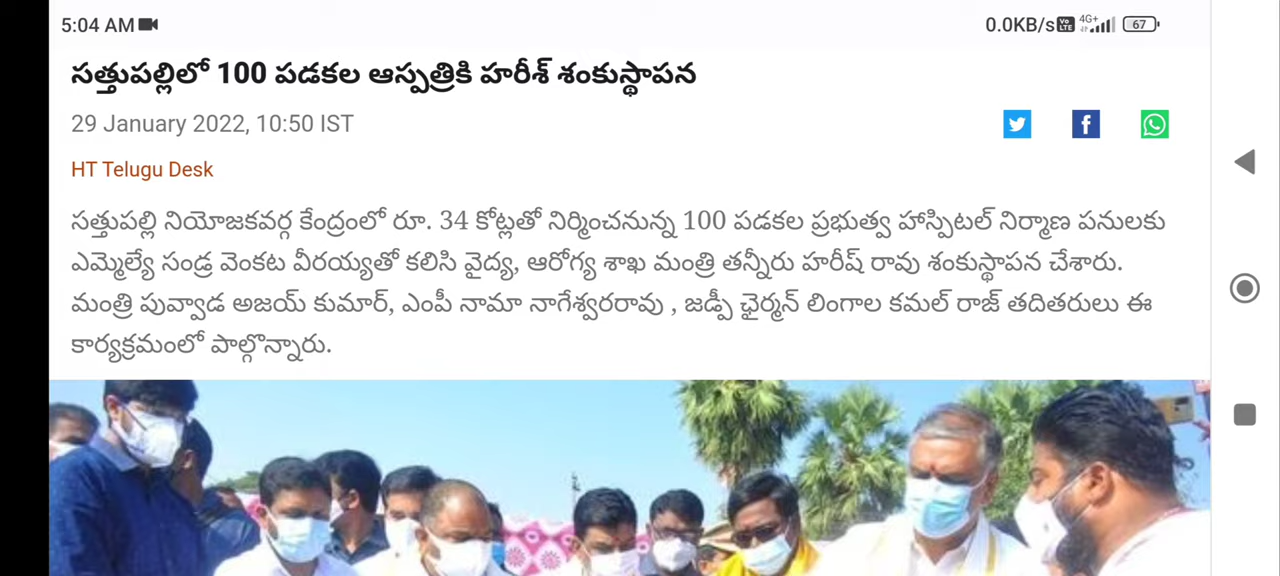 5:04 AM
0.0KB/s Vo LTE 4G+ 67
సత్తుపల్లిలో 100 పడకల ఆస్పత్రికి హరీశ్ శంకుస్థాపన
29 January 2022, 10:50 IST
HT Telugu Desk
సత్తుపల్లి నియోజకవర్గ కేంద్రంలో రూ. 34 కోట్లతో నిర్మించనున్న 100 పడకల ప్రభుత్వ హాస్పిటల్ నిర్మాణ పనులకు
ఎమ్మెల్యే సండ్ర వెంకట వీరయ్యతో కలిసి వైద్య, ఆరోగ్య శాఖ మంత్రి తన్నీరు హరీష్ రావు శంకుస్థాపన చేశారు.
మంత్రి పువ్వాడ అజయ్ కుమార్, ఎంపీ నామా నాగేశ్వరరావు , జడ్పీ ఛైర్మన్ లింగాల కమల్ రాజ్ తదితరులు ఈ
కార్యక్రమంలో పాల్గొన్నారు.